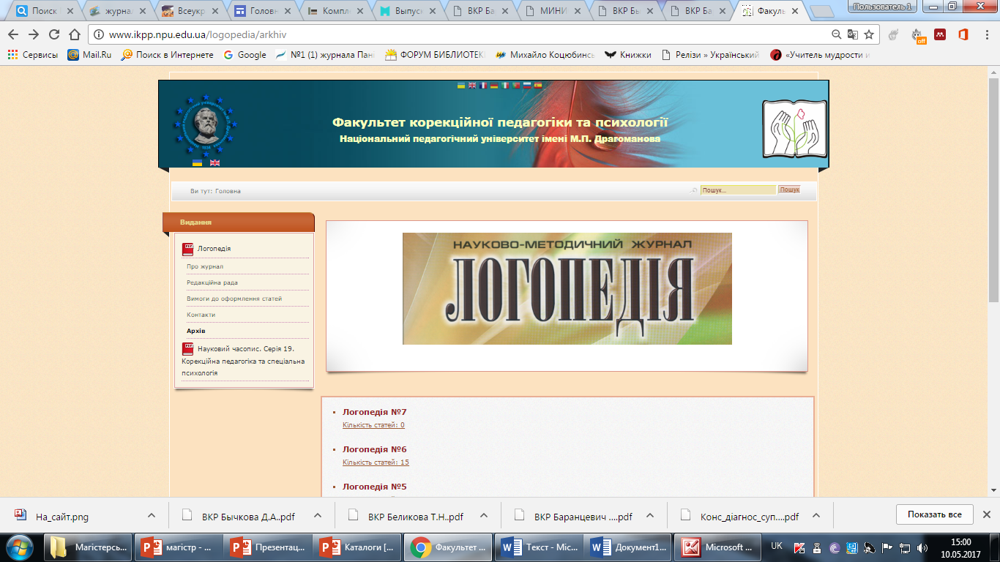 Поиск
журнал
Всеукр
Головн
Компле
Выпуск
ВКР Ба
МИНИ
ВКР Бы
ВКР Ба
Факуль
Пользователь 1
www.ikpp.npu.edu.ua/logopedia/arkhiv
off
Сервисы
Mail.Ru
Поиск в Интернете
Google
№1 (1) журнала Пан
ФОРУМ БИБЛИОТЕК
Михайло Коцюбинсь
Книжки
Релізи » Український
«Учитель мудрости и
Факультет корекційної педагогіки та психології
Національний педагогічний університет імені М.П. Драгоманова
Ви тут: Головна
Пошук...
Пошук
Видання
Логопедія
Про журнал
Редакційна рада
Вимоги до оформлення статей
Контакти
Архів
Науковий часопис. Серія 19.
Корекційна педагогіка та спеціальна
психологія
НАУКОВО-МЕТОДИЧНИЙ ЖУРНАЛ
ЛОГОПЕДІЯ
Логопедія №7
Кількість статей: 0
Логопедія №6
Кількість статей: 15
Логопедія №5
На_сайт.png
ВКР Бычкова Д.А..pdf
ВКР Беликова Т.Н..pdf
ВКР Баранцевич ....pdf
Конс_діагнос_суп....pdf
Показать все
Магістерсь...
магістр - ...
Презентац...
Каталоги [...
Факультет ...
Текст - Mic...
Документ1...
Microsoft ...
UK
15:00
10.05.2017